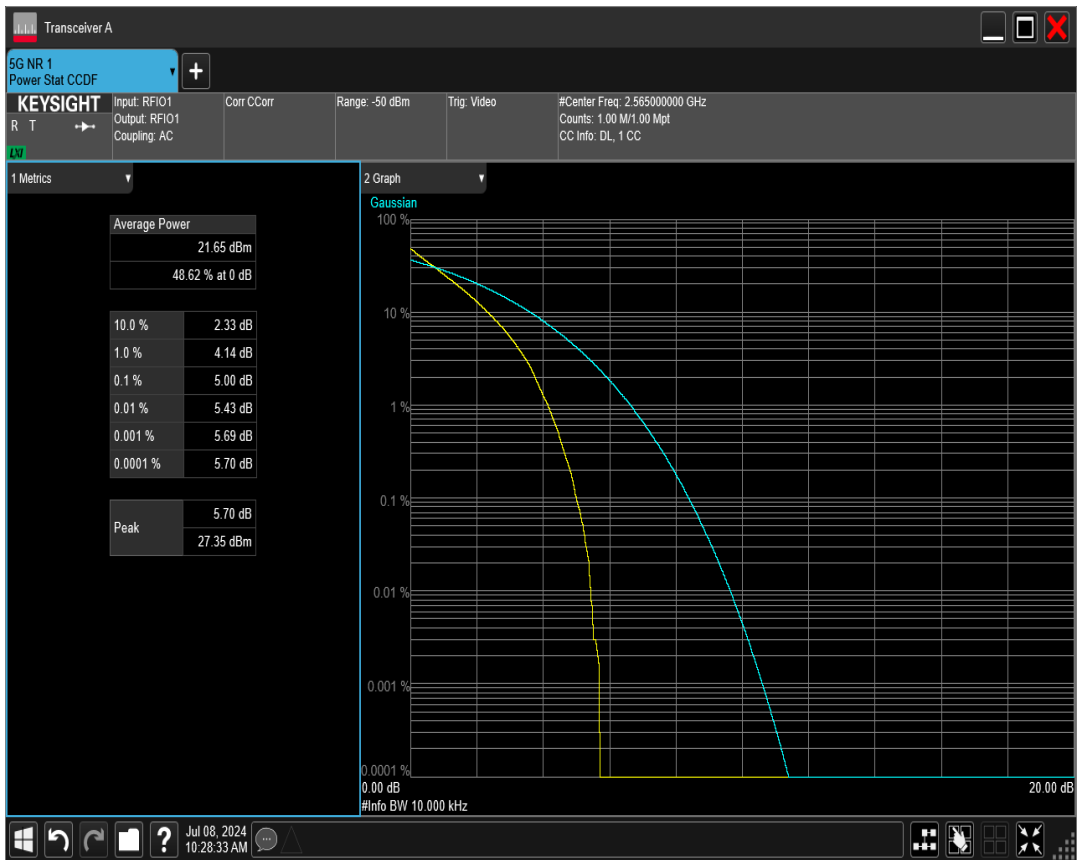 Transceiver A
5G NR 1
Power Stat CCDF
+
KEYSIGHT
R T
LXI
Input: RFIO1
Output: RFIO1
Coupling: AC
Corr CCorr
Range: -50 dBm
Trig: Video
#Center Freq: 2.565000000 GHz
Counts: 1.00 M/1.00 Mpt
CC Info: DL, 1 CC
1 Metrics
Average Power
21.65 dBm
48.62 % at 0 dB
10.0 % 2.33 dB
1.0 % 4.14 dB
0.1 % 5.00 dB
0.01 % 5.43 dB
0.001 % 5.69 dB
0.0001 % 5.70 dB
Peak
5.70 dB
27.35 dBm
2 Graph
Gaussian
100 %
10 %
1 %
0.1 %
0.01 %
0.001 %
0.0001 %
0.00 dB
20.00 dB
#Info BW 10.000 kHz
?
Jul 08, 2024
10:28:33 AM